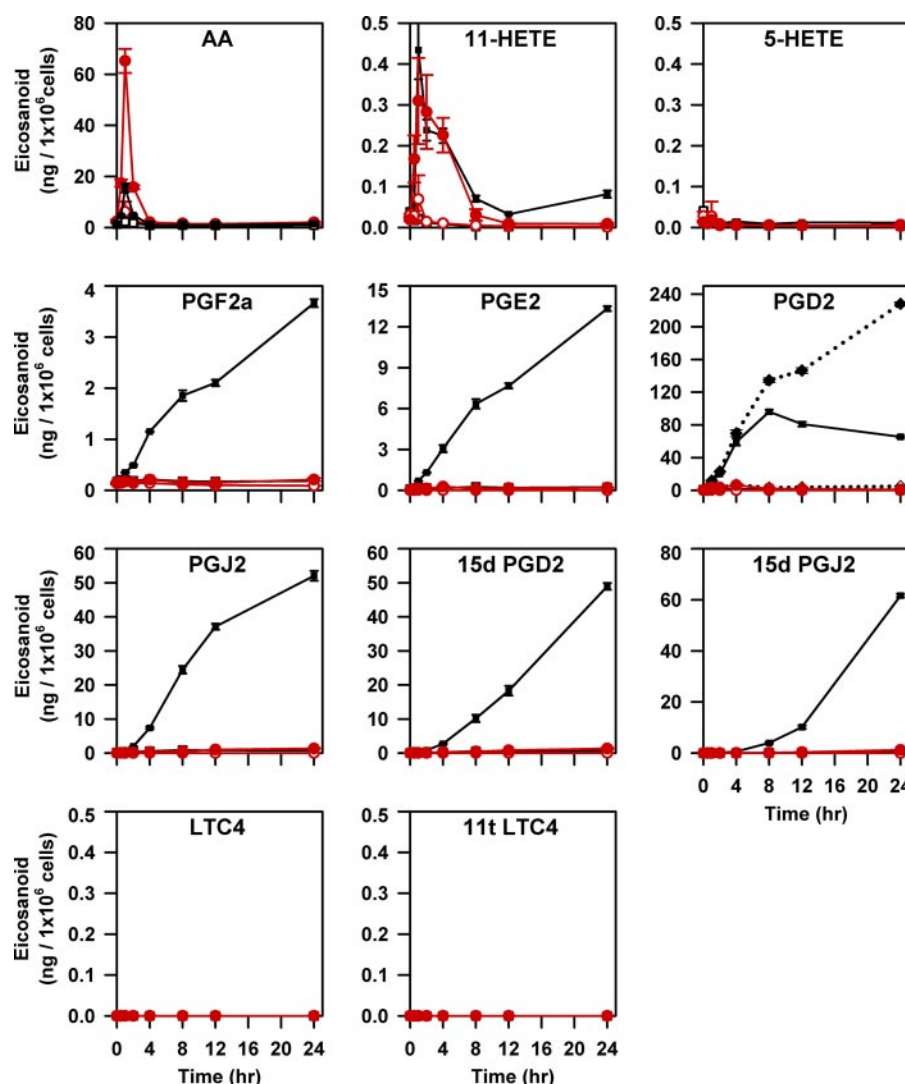 AA
11-HETE
5-HETE
Eicosanoid
(ng / 1x10⁶cells)
80
60
40
20
0
0.5
0.4
0.3
0.2
0.1
0.0
0.5
0.4
0.3
0.2
0.1
0.0
PGF2a
PGE2
PGD2
Eicosanoid
(ng / 1x10⁶ cells)
4
3
2
1
0
15
12
9
6
3
0
240
200
160
120
80
40
0
PGJ2
15d PGD2
15d PGJ2
Eicosanoid
(ng / 1x10⁶ cells)
60
50
40
30
20
10
0
60
50
40
30
20
10
0
80
60
40
20
0
0 4 8 12 16 20 24
Time (hr)
LTC4
11t LTC4
Eicosanoid
(ng / 1x10⁶ cells)
0.5
0.4
0.3
0.2
0.1
0.0
0.5
0.4
0.3
0.2
0.1
0.0
0 4 8 12 16 20 24
0 4 8 12 16 20 24
Time (hr)
Time (hr)